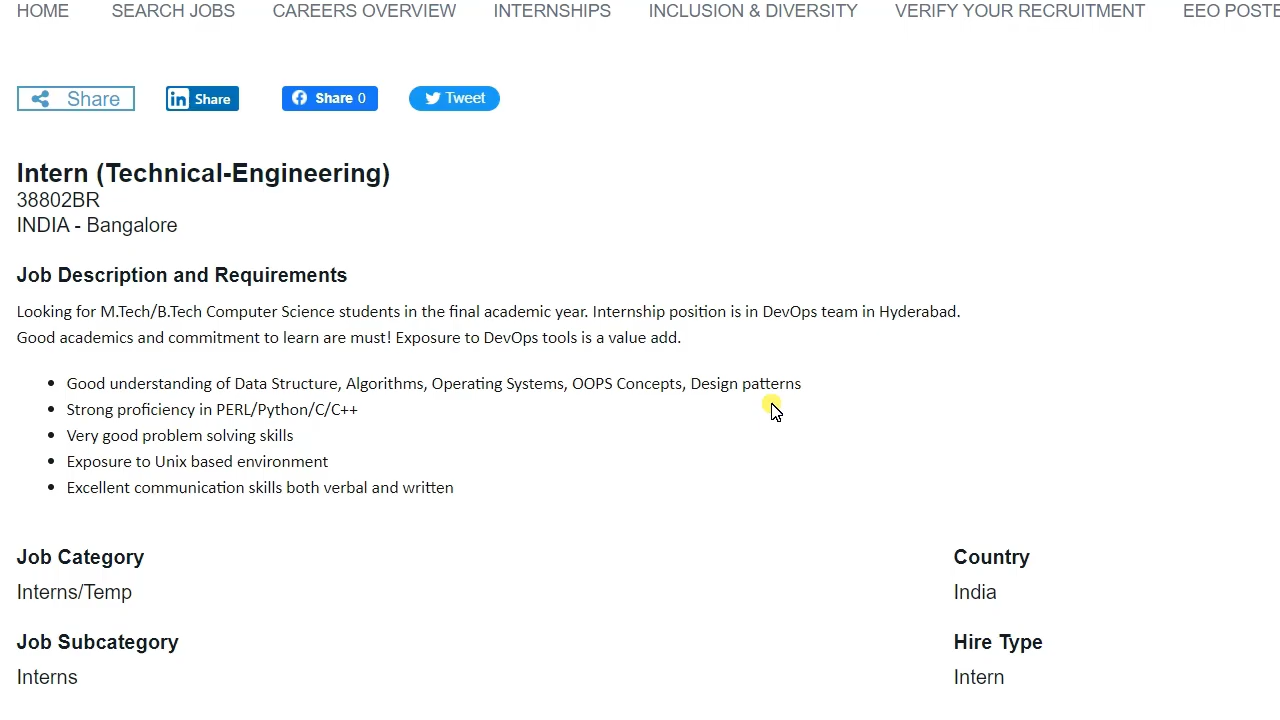 HOME SEARCH JOBS CAREERS OVERVIEW INTERNSHIPS INCLUSION & DIVERSITY VERIFY YOUR RECRUITMENT EEO POSTE
Share in Share Share 0 Tweet
Intern (Technical-Engineering)
38802BR
INDIA - Bangalore
Job Description and Requirements
Looking for M.Tech/B.Tech Computer Science students in the final academic year. Internship position is in DevOps team in Hyderabad.
Good academics and commitment to learn are must! Exposure to DevOps tools is a value add.
• Good understanding of Data Structure, Algorithms, Operating Systems, OOPS Concepts, Design patterns
• Strong proficiency in PERL/Python/C/C++
• Very good problem solving skills
• Exposure to Unix based environment
• Excellent communication skills both verbal and written
Job Category Country
Interns/Temp India
Job Subcategory Hire Type
Interns Intern